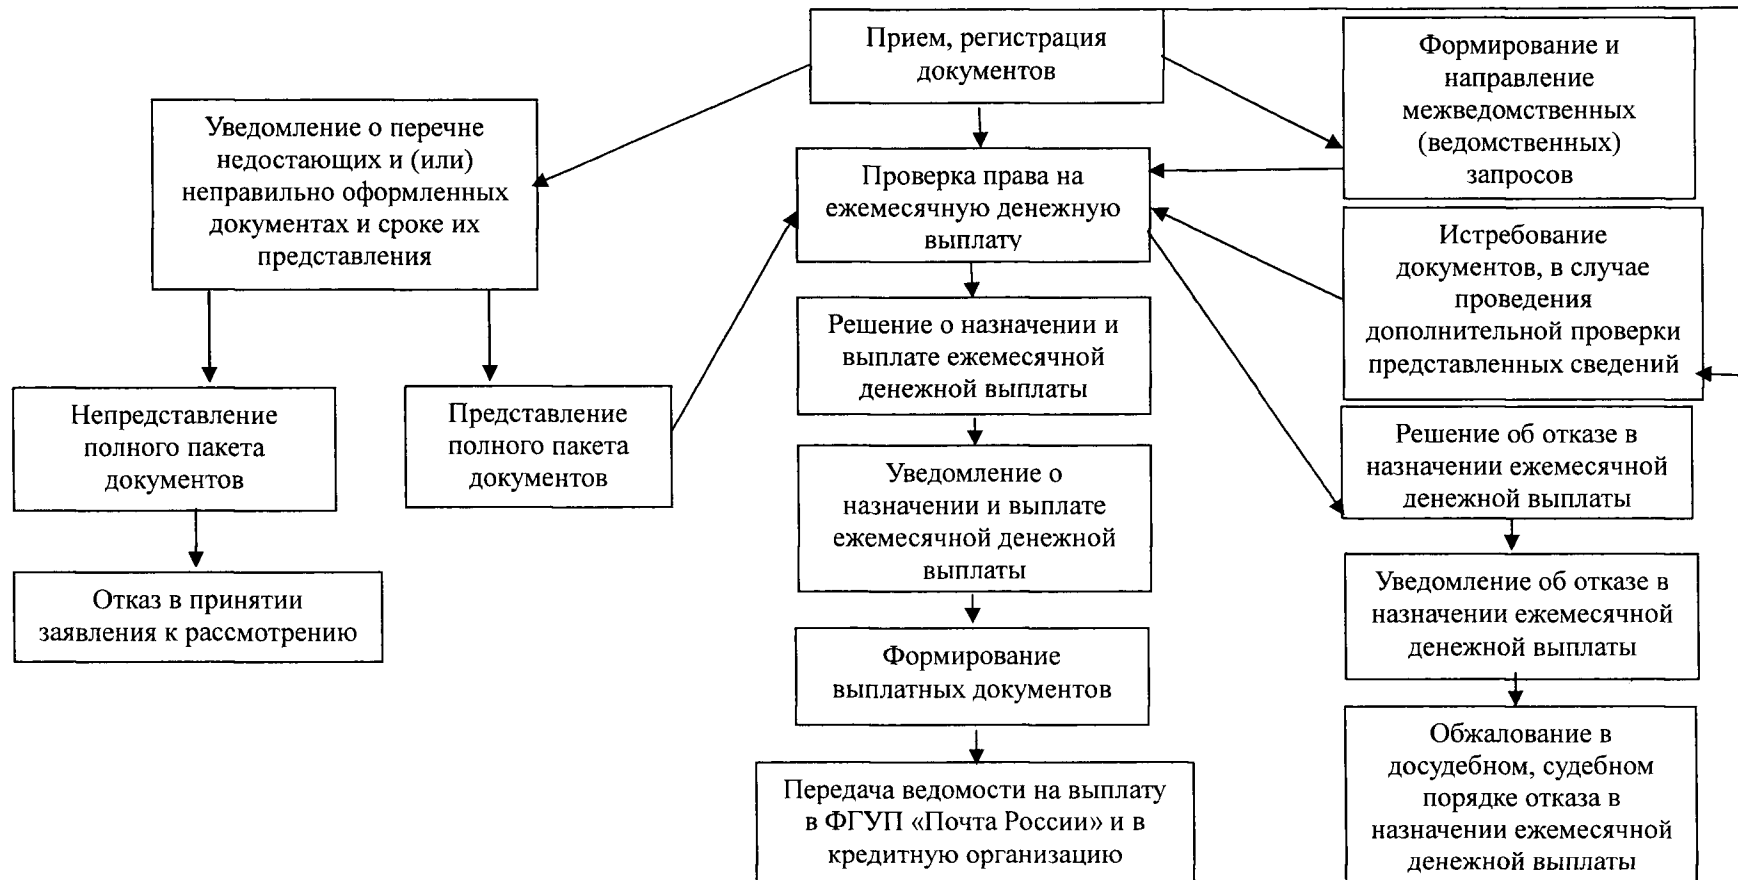 Прием, регистрация
документов
Формирование и
направление
межведомственных
(ведомственных)
запросов
Уведомление о перечне
недостающих и (или)
неправильно оформленных
документах и сроке их
представления
Проверка права на
ежемесячную денежную
выплату
Истребование
документов, в случае
проведения
дополнительной проверки
представленных сведений
Решение о назначении и
выплате ежемесячной
денежной выплаты
Непредставление
полного пакета
документов
Представление
полного пакета
документов
Решение об отказе в
назначении ежемесячной
денежной выплаты
Уведомление о
назначении и выплате
ежемесячной денежной
выплаты
Отказ в принятии
заявления к рассмотрению
Уведомление об отказе в
назначении ежемесячной
денежной выплаты
Формирование
выплатных документов
Обжалование в
досудебном, судебном
порядке отказа в
назначении ежемесячной
денежной выплаты
Передача ведомости на выплату
в ФГУП «Почта России» и в
кредитную организацию